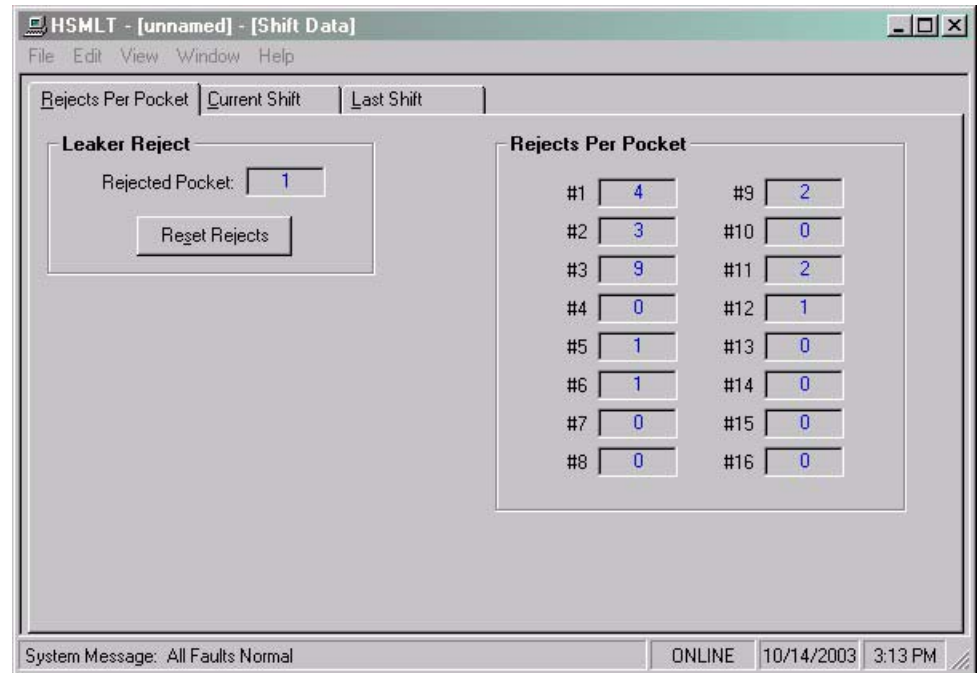 HSMLT - [unnamed] - [Shift Data]
File Edit View Window Help
Rejects Per Pocket Current Shift Last Shift
Leaker Reject
Rejected Pocket: 1
Reset Rejects
Rejects Per Pocket
#1 4 #9 2
#2 3 #10 0
#3 9 #11 2
#4 0 #12 1
#5 1 #13 0
#6 1 #14 0
#7 0 #15 0
#8 0 #16 0
System Message: All Faults Normal ONLINE 10/14/2003 3:13 PM